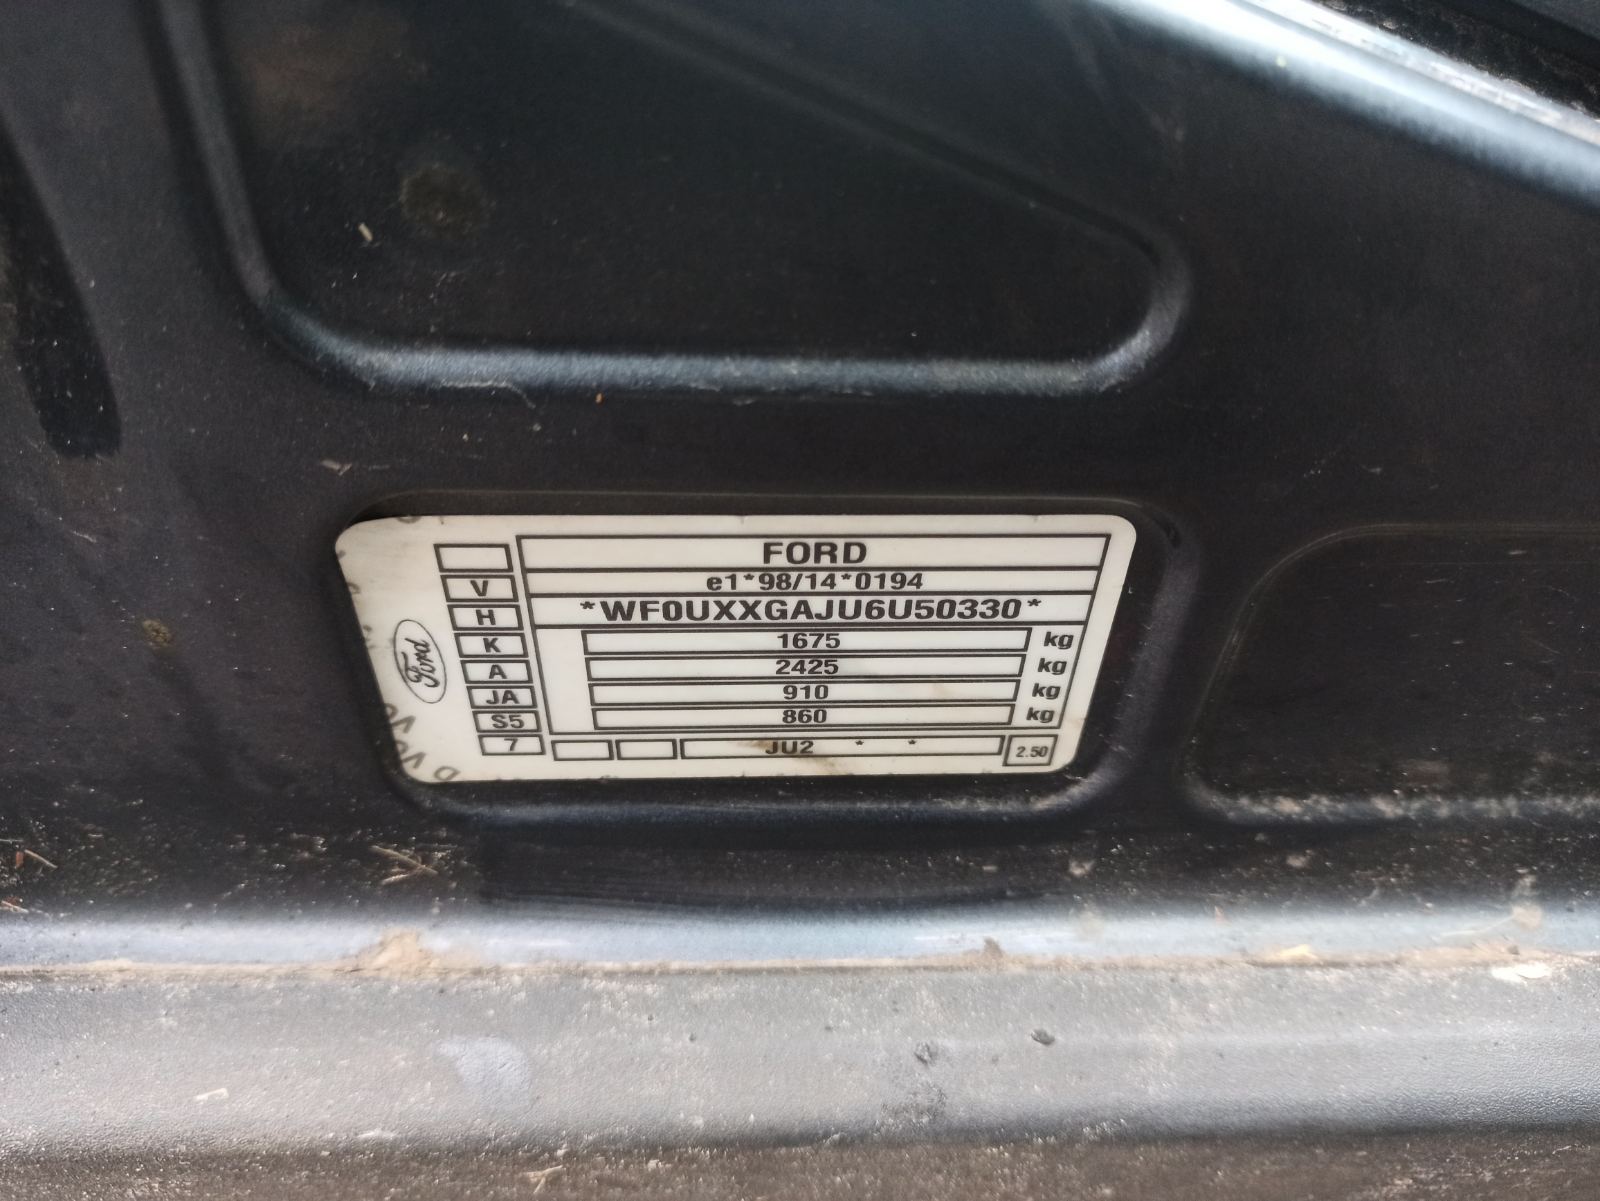 FORD
V e1*98/14*0194
H *WF0UXXGAJU6U50330*
K 1675 kg
A 2425 kg
JA 910 kg
S5 860 kg
7 JU2 * * 2.50
Ford